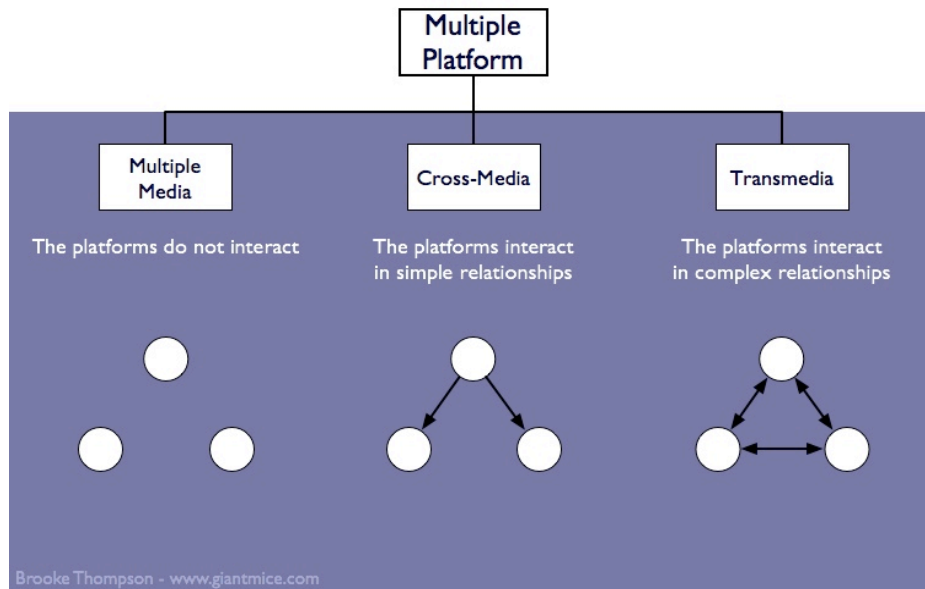 Multiple
Platform
Multiple
Media
Cross-Media
Transmedia
The platforms do not interact
The platforms interact
in simple relationships
The platforms interact
in complex relationships
Brooke Thompson - www.giantmice.com